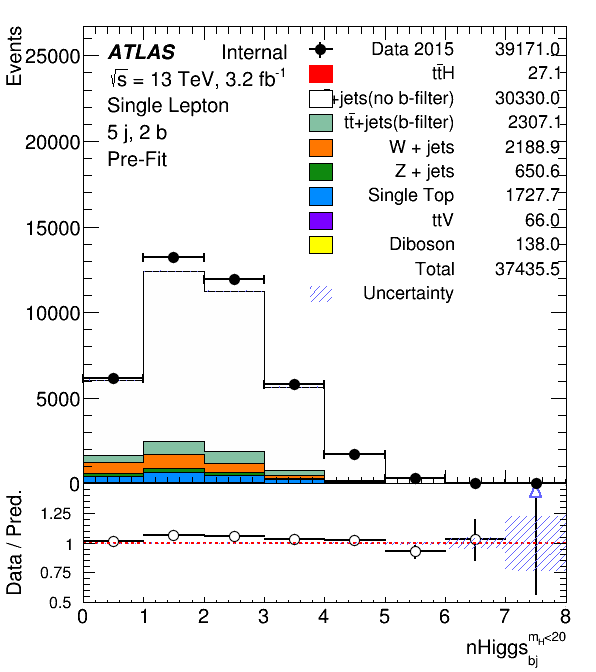 Events
25000
20000
15000
10000
5000
0
ATLAS Internal
√s = 13 TeV, 3.2 fb⁻¹
Single Lepton
5 j, 2 b
Pre-Fit
Data 2015 39171.0
tt̄H 27.1
+jets(no b-filter) 30330.0
tt̄+jets(b-filter) 2307.1
W + jets 2188.9
Z + jets 650.6
Single Top 1727.7
ttV 66.0
Diboson 138.0
Total 37435.5
Uncertainty
Data / Pred.
1.25
1
0.75
0.5
0 1 2 3 4 5 6 7 8
nHiggs_bj^{m_H<20}